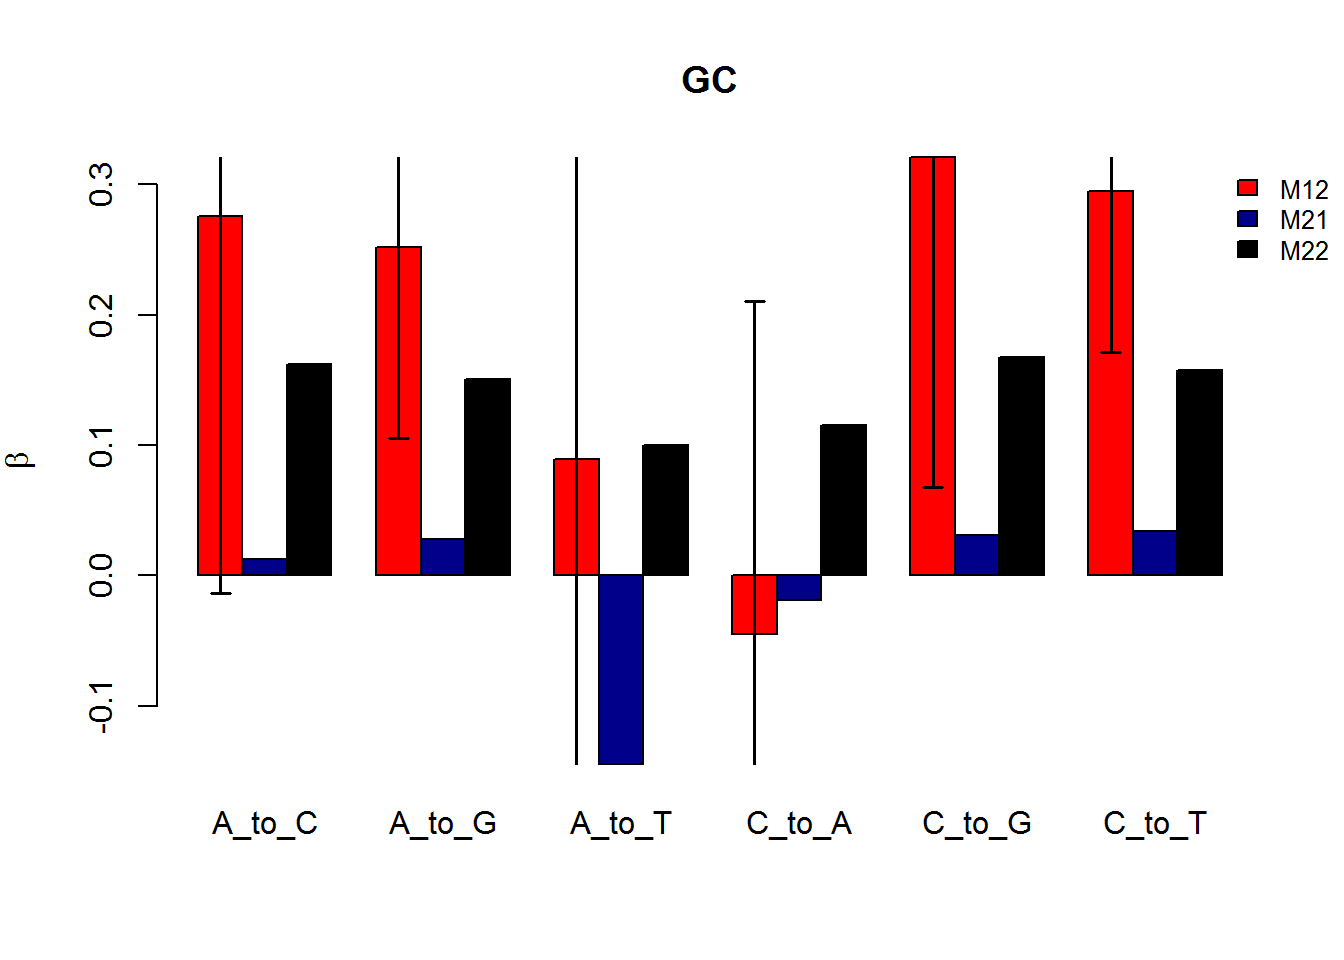 GC
β
0.3
0.2
0.1
0.0
-0.1
M12
M21
M22
A_to_C A_to_G A_to_T C_to_A C_to_G C_to_T